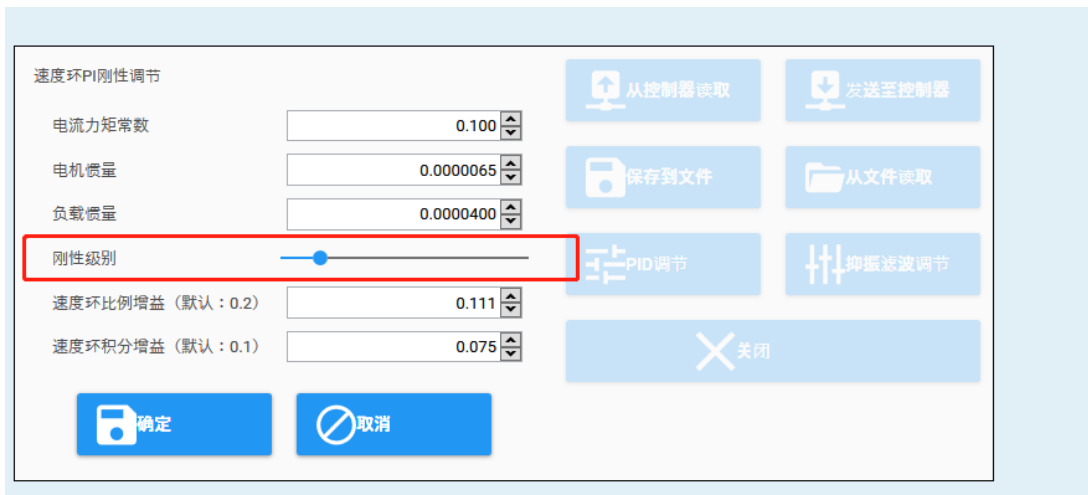 速度环PI刚性调节
从控制器读取
发送至控制器
电流力矩常数
0.100
电机惯量
0.0000065
保存到文件
从文件读取
负载惯量
0.0000400
刚性级别
PID调节
抑振滤波调节
速度环比例增益（默认：0.2）
0.111
速度环积分增益（默认：0.1）
0.075
关闭
确定
取消